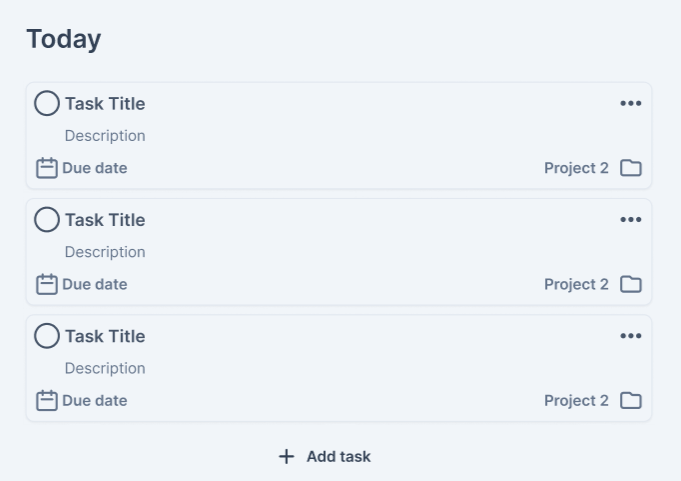 Today
Task Title
Description
Due date Project 2
Task Title
Description
Due date Project 2
Task Title
Description
Due date Project 2
Add task